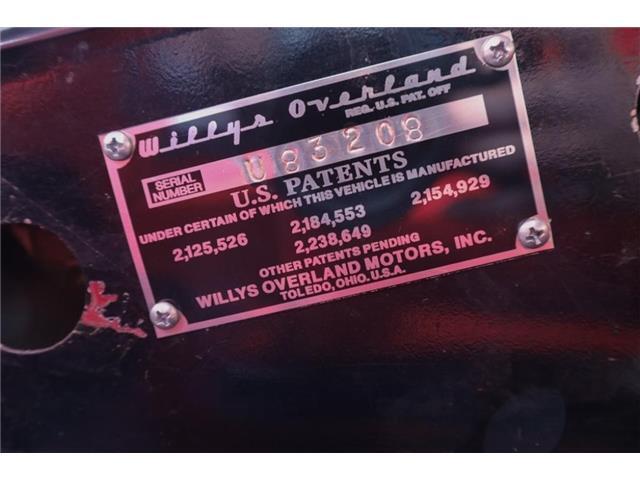 Willys Overland
REG. U.S. PAT. OFF
SERIAL NUMBER U 83208
U.S. PATENTS
UNDER CERTAIN OF WHICH THIS VEHICLE IS MANUFACTURED
2,125,526 2,184,553 2,154,929
2,238,649
OTHER PATENTS PENDING
WILLYS OVERLAND MOTORS, INC.
TOLEDO, OHIO. U.S.A.